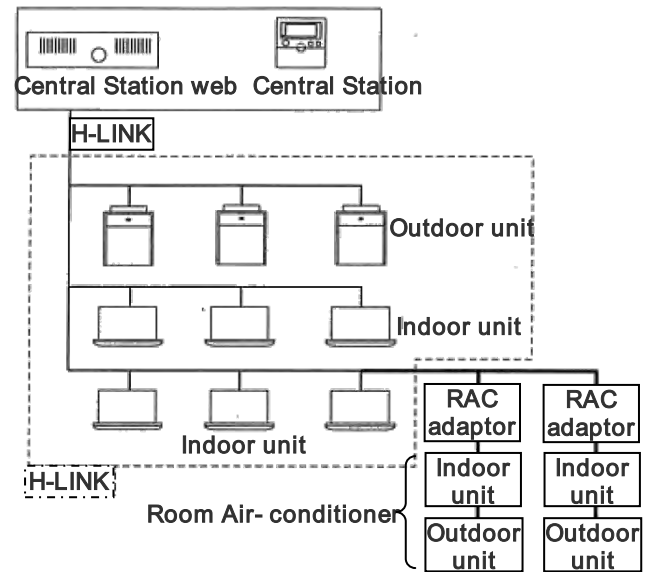 Central Station web Central Station
H-LINK
Outdoor unit
Indoor unit
RAC
adaptor
RAC
adaptor
Indoor unit
H-LINK
Indoor
unit
Indoor
unit
Room Air- conditioner
Outdoor
unit
Outdoor
unit